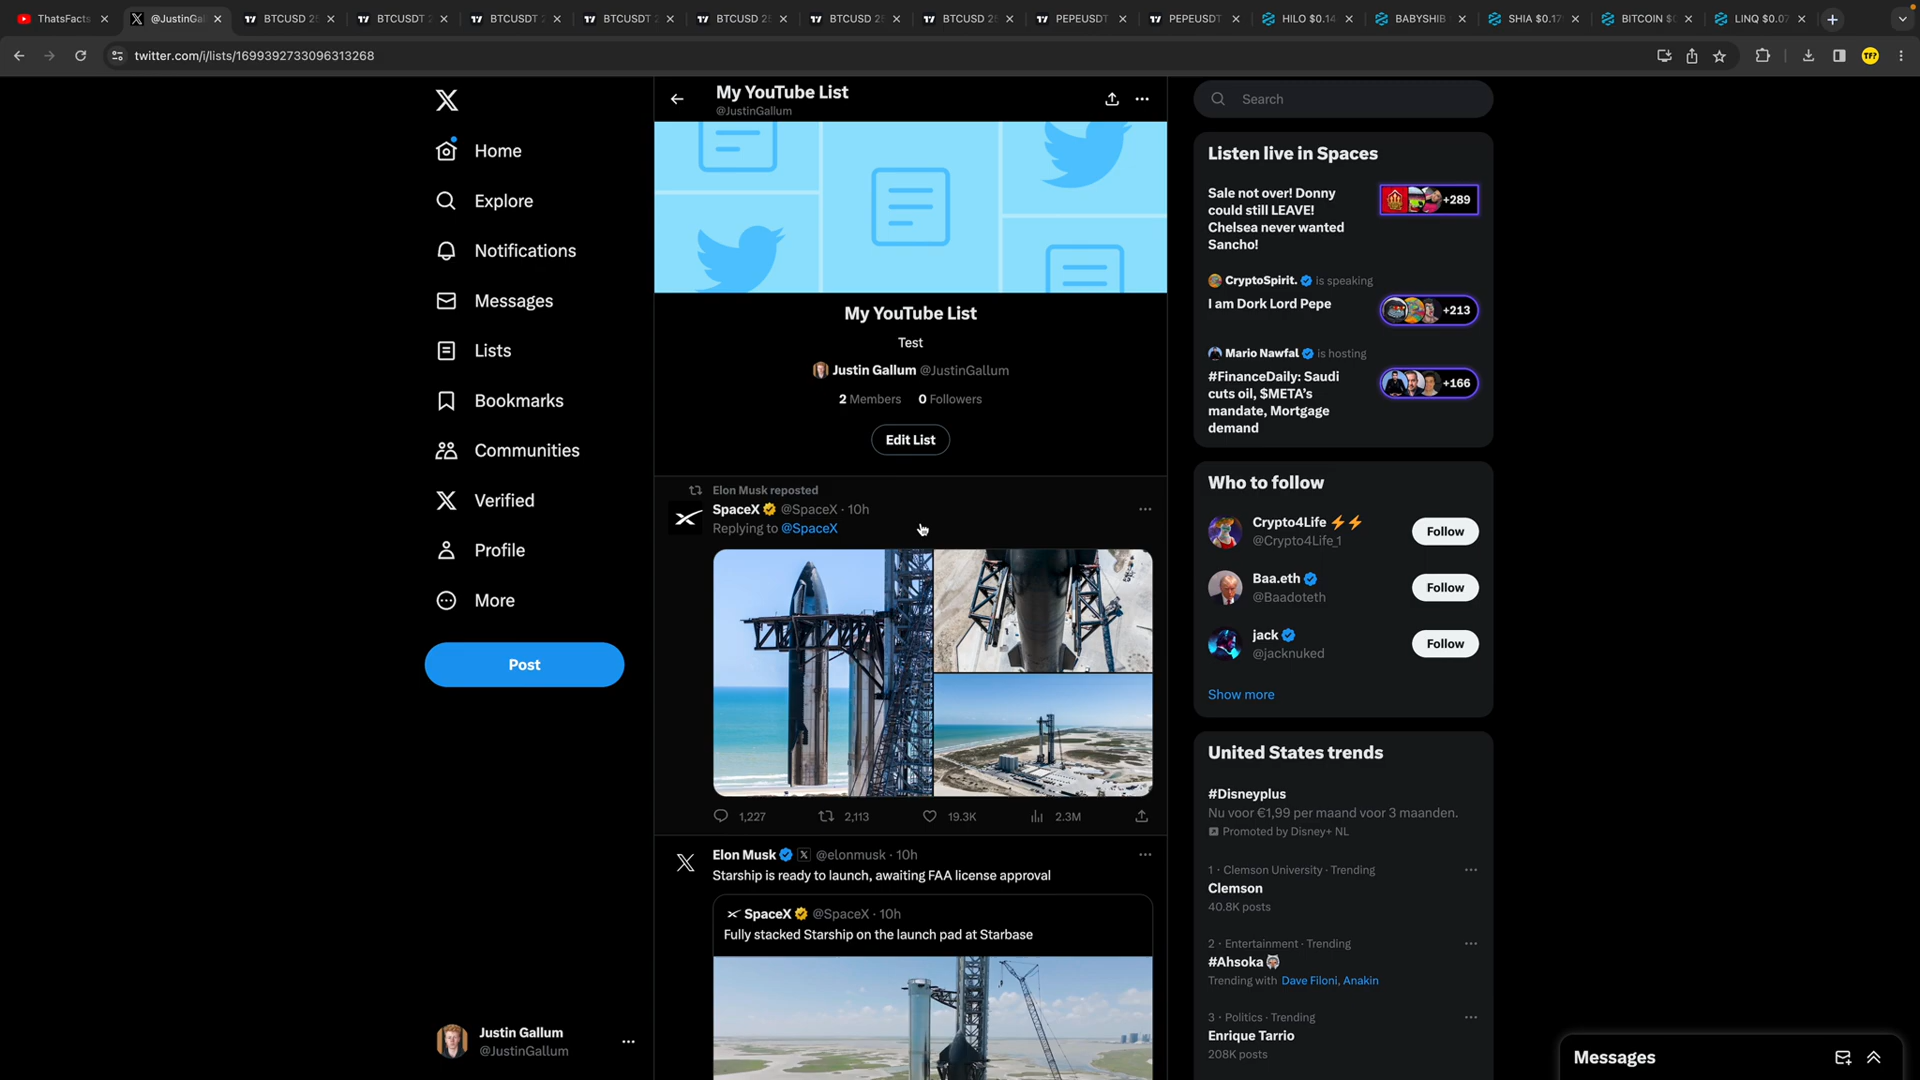 ThatsFacts
@JustinGal
BTCUSD 25
BTCUSDT 2
BTCUSDT 2
BTCUSDT 2
BTCUSD 25
BTCUSD 25
BTCUSD 25
PEPEUSDT
PEPEUSDT
HILO $0.14
BABYSHIB
SHIA $0.17
BITCOIN $0
LINQ $0.07
twitter.com/i/lists/1699392733096313268
TF?
Home
Explore
Notifications
Messages
Lists
Bookmarks
Communities
Verified
Profile
More
Post
Justin Gallum
@JustinGallum
My YouTube List
@JustinGallum
My YouTube List
Test
Justin Gallum @JustinGallum
2 Members 0 Followers
Edit List
Elon Musk reposted
SpaceX @SpaceX · 10h
Replying to @SpaceX
1,227 2,113 19.3K 2.3M
Elon Musk @elonmusk · 10h
Starship is ready to launch, awaiting FAA license approval
SpaceX @SpaceX · 10h
Fully stacked Starship on the launch pad at Starbase
Search
Listen live in Spaces
Sale not over! Donny
could still LEAVE!
Chelsea never wanted
Sancho!
+289
CryptoSpirit. is speaking
I am Dork Lord Pepe
+213
Mario Nawfal is hosting
#FinanceDaily: Saudi
cuts oil, $META's
mandate, Mortgage
demand
+166
Who to follow
Crypto4Life ⚡⚡
@Crypto4Life_1
Follow
Baa.eth
@Baadoteth
Follow
jack
@jacknuked
Follow
Show more
United States trends
#Disneyplus
Nu voor €1,99 per maand voor 3 maanden.
Promoted by Disney+ NL
1 · Clemson University · Trending
Clemson
40.8K posts
2 · Entertainment · Trending
#Ahsoka
Trending with Dave Filoni, Anakin
3 · Politics · Trending
Enrique Tarrio
208K posts
Messages